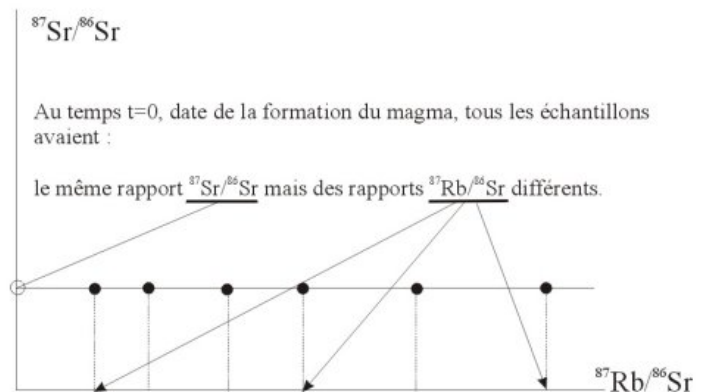 ⁸⁷Sr/⁸⁶Sr
Au temps t=0, date de la formation du magma, tous les échantillons
avaient :
le même rapport ⁸⁷Sr/⁸⁶Sr mais des rapports ⁸⁷Rb/⁸⁶Sr différents.
⁸⁷Rb/⁸⁶Sr